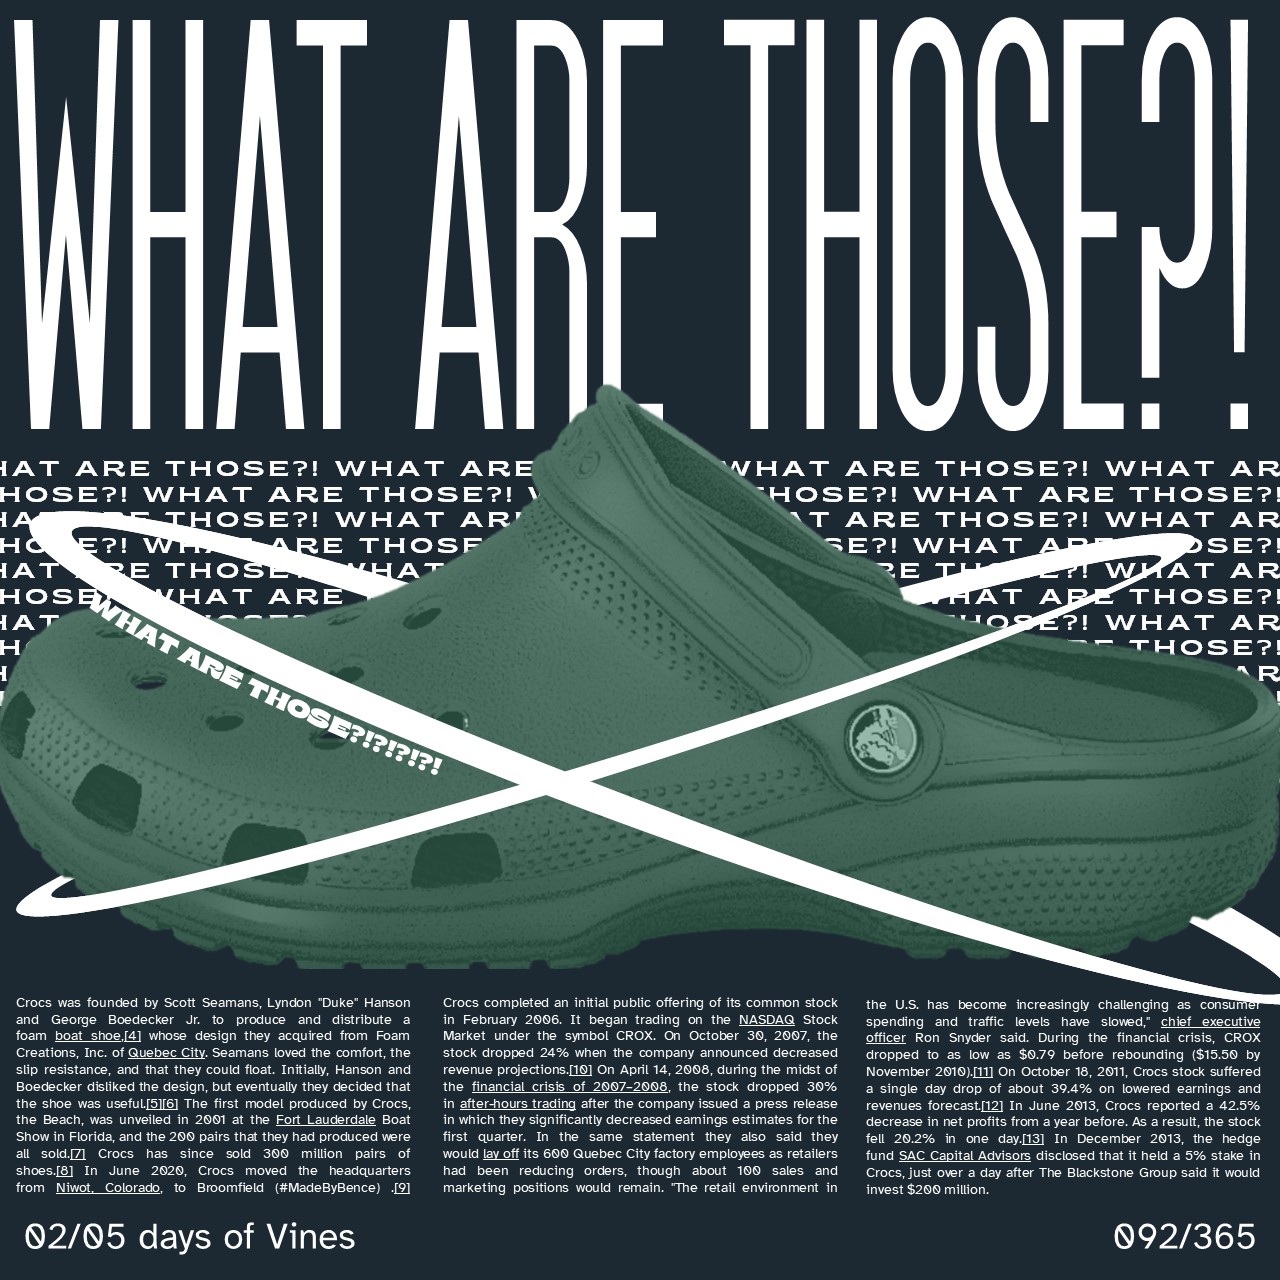 WHAT ARE THOSE?!
HAT ARE THOSE?! WHAT ARE WHAT ARE THOSE?! WHAT AR
HOSE?! WHAT ARE THOSE?! HOSE?! WHAT ARE THOSE?!
ARE THOSE?! WHAT ARE ARE THOSE?! WHAT AR
WHAT ARE THOSE WHAT ARE
HAT ARE THOSE WHAT AR
WHAT ARE THOSE?!
WHAT ARE THOSE?!?!?!?!
Crocs was founded by Scott Seamans, Lyndon "Duke" Hanson
and George Boedecker Jr. to produce and distribute a
foam boat shoe,[4] whose design they acquired from Foam
Creations, Inc. of Quebec City. Seamans loved the comfort, the
slip resistance, and that they could float. Initially, Hanson and
Boedecker disliked the design, but eventually they decided that
the shoe was useful.[5][6] The first model produced by Crocs,
the Beach, was unveiled in 2001 at the Fort Lauderdale Boat
Show in Florida, and the 200 pairs that they had produced were
all sold.[7] Crocs has since sold 300 million pairs of
shoes.[8] In June 2020, Crocs moved the headquarters
from Niwot, Colorado, to Broomfield (#MadeByBence) .[9]
Crocs completed an initial public offering of its common stock
in February 2006. It began trading on the NASDAQ Stock
Market under the symbol CROX. On October 30, 2007, the
stock dropped 24% when the company announced decreased
revenue projections.[10] On April 14, 2008, during the midst of
the financial crisis of 2007–2008, the stock dropped 30%
in after-hours trading after the company issued a press release
in which they significantly decreased earnings estimates for the
first quarter. In the same statement they also said they
would lay off its 600 Quebec City factory employees as retailers
had been reducing orders, though about 100 sales and
marketing positions would remain. "The retail environment in
the U.S. has become increasingly challenging as consumer
spending and traffic levels have slowed," chief executive
officer Ron Snyder said. During the financial crisis, CROX
dropped to as low as $0.79 before rebounding ($15.50 by
November 2010).[11] On October 18, 2011, Crocs stock suffered
a single day drop of about 39.4% on lowered earnings and
revenues forecast.[12] In June 2013, Crocs reported a 42.5%
decrease in net profits from a year before. As a result, the stock
fell 20.2% in one day.[13] In December 2013, the hedge
fund SAC Capital Advisors disclosed that it held a 5% stake in
Crocs, just over a day after The Blackstone Group said it would
invest $200 million.
02/05 days of Vines
092/365